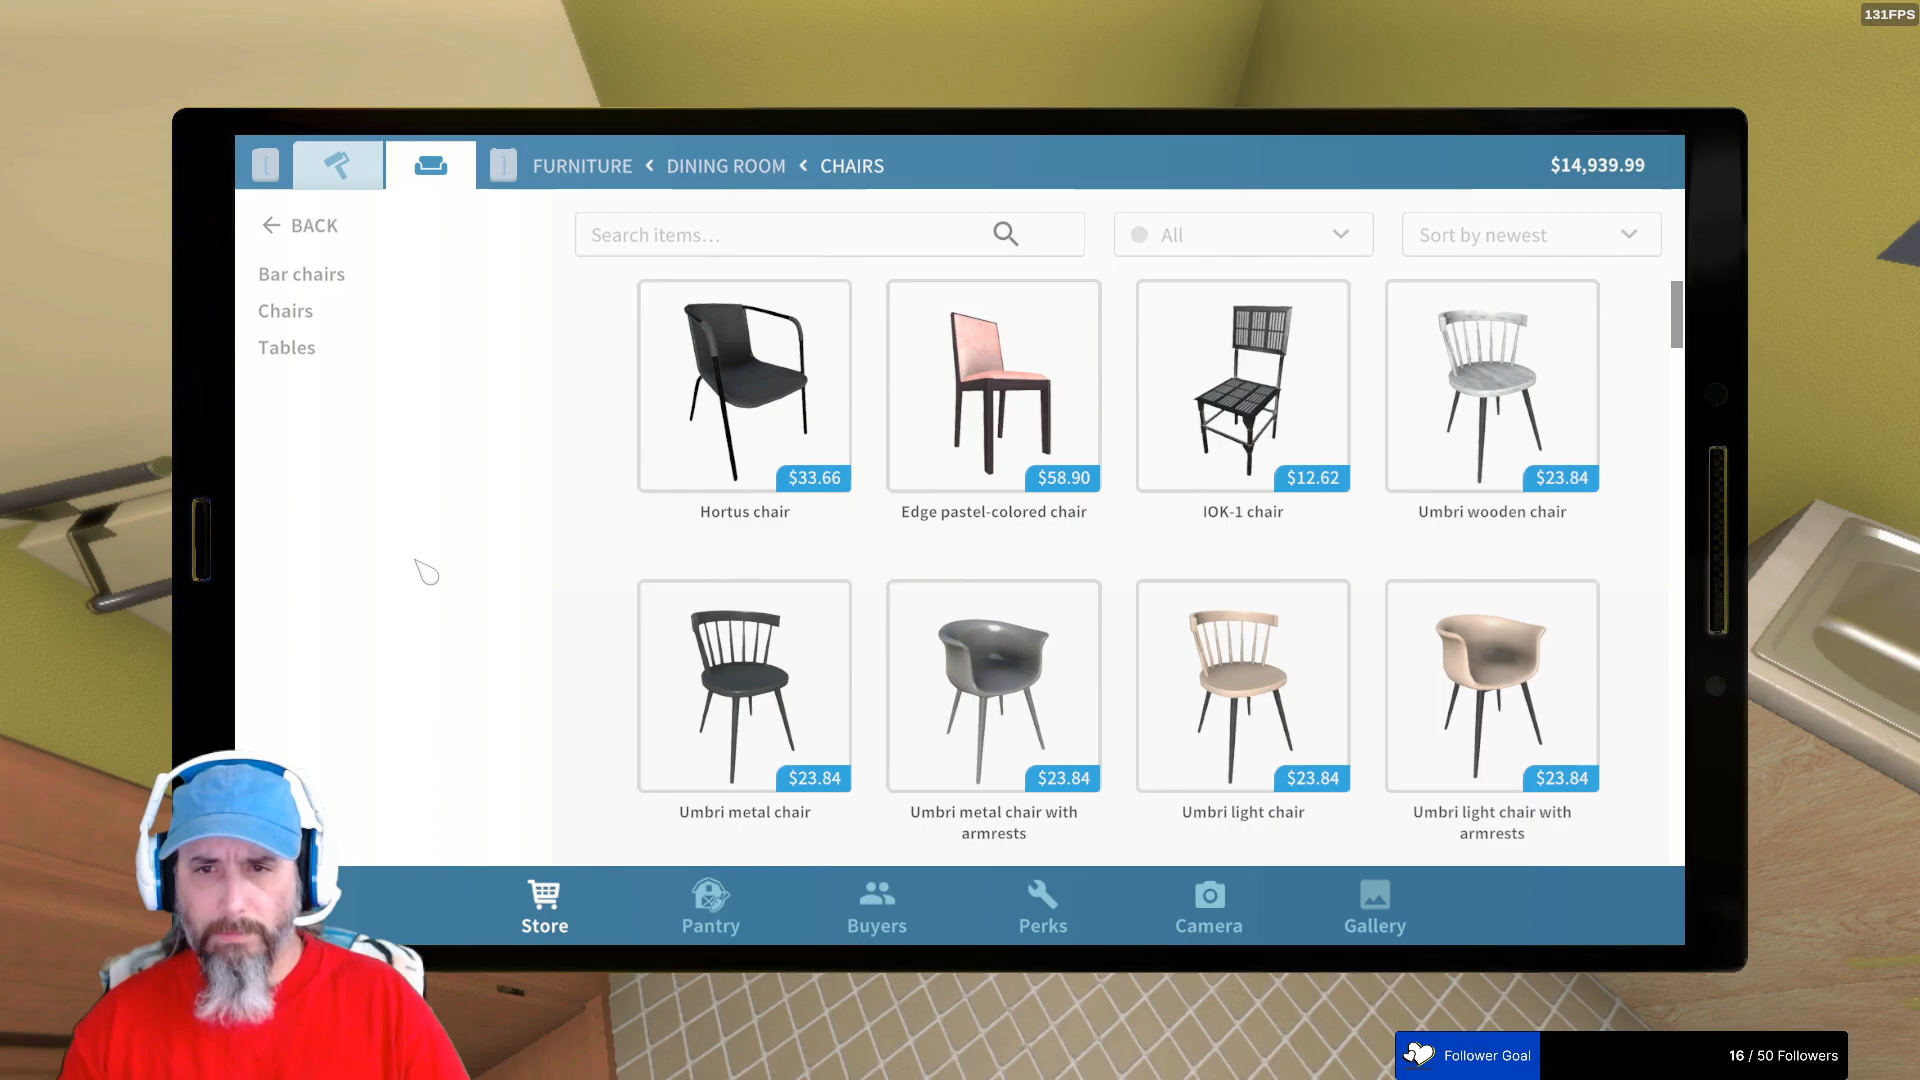 131FPS
FURNITURE < DINING ROOM < CHAIRS
$14,939.99
BACK
Search items...
All
Sort by newest
Bar chairs
Chairs
Tables
$33.66
$58.90
$12.62
$23.84
Hortus chair
Edge pastel-colored chair
IOK-1 chair
Umbri wooden chair
$23.84
$23.84
$23.84
$23.84
Umbri metal chair
Umbri metal chair with
armrests
Umbri light chair
Umbri light chair with
armrests
Store
Pantry
Buyers
Perks
Camera
Gallery
Follower Goal
16 / 50 Followers